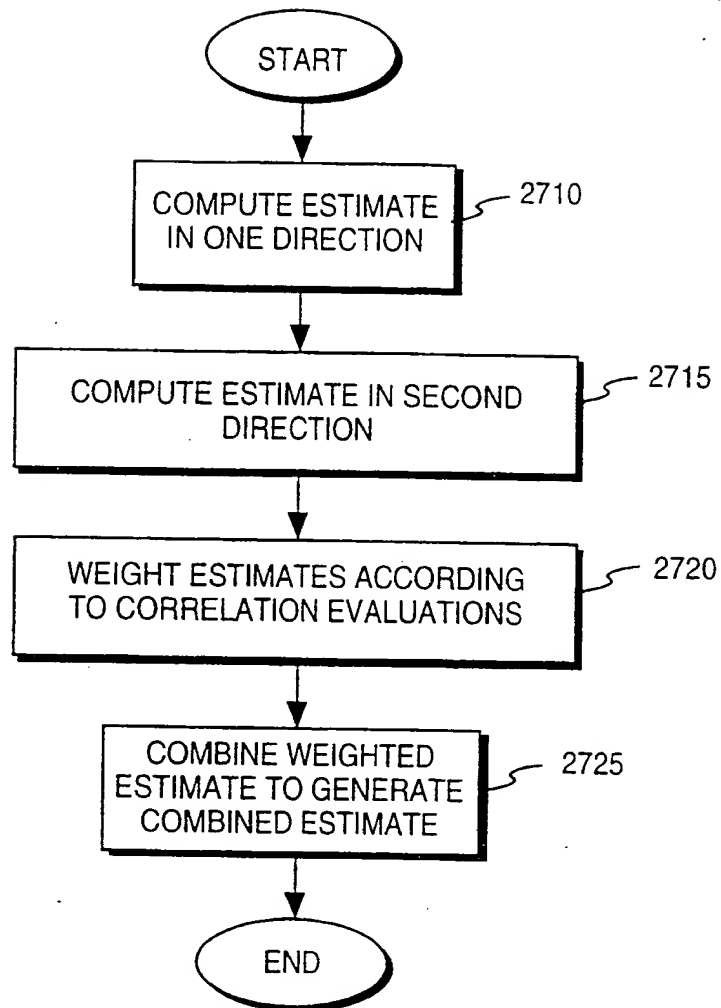 START
COMPUTE ESTIMATE
IN ONE DIRECTION
2710
COMPUTE ESTIMATE IN SECOND
DIRECTION
2715
WEIGHT ESTIMATES ACCORDING
TO CORRELATION EVALUATIONS
2720
COMBINE WEIGHTED
ESTIMATE TO GENERATE
COMBINED ESTIMATE
2725
END